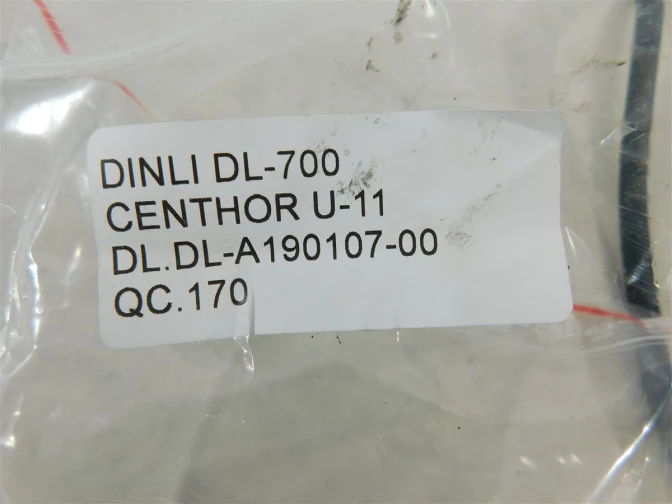 DINLI DL-700
CENTHOR U-11
DL.DL-A190107-00
QC.170